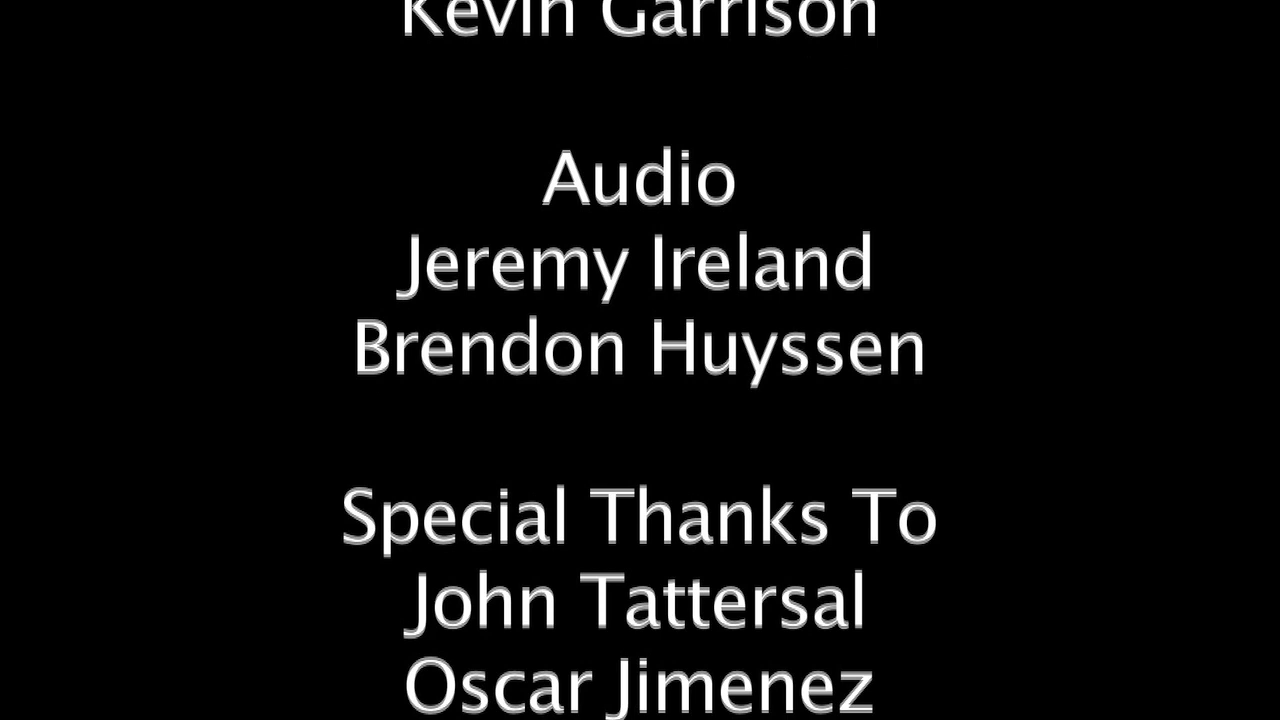 Kevin Garrison
Audio
Jeremy Ireland
Brendon Huyssen
Special Thanks To
John Tattersal
Oscar Jimenez